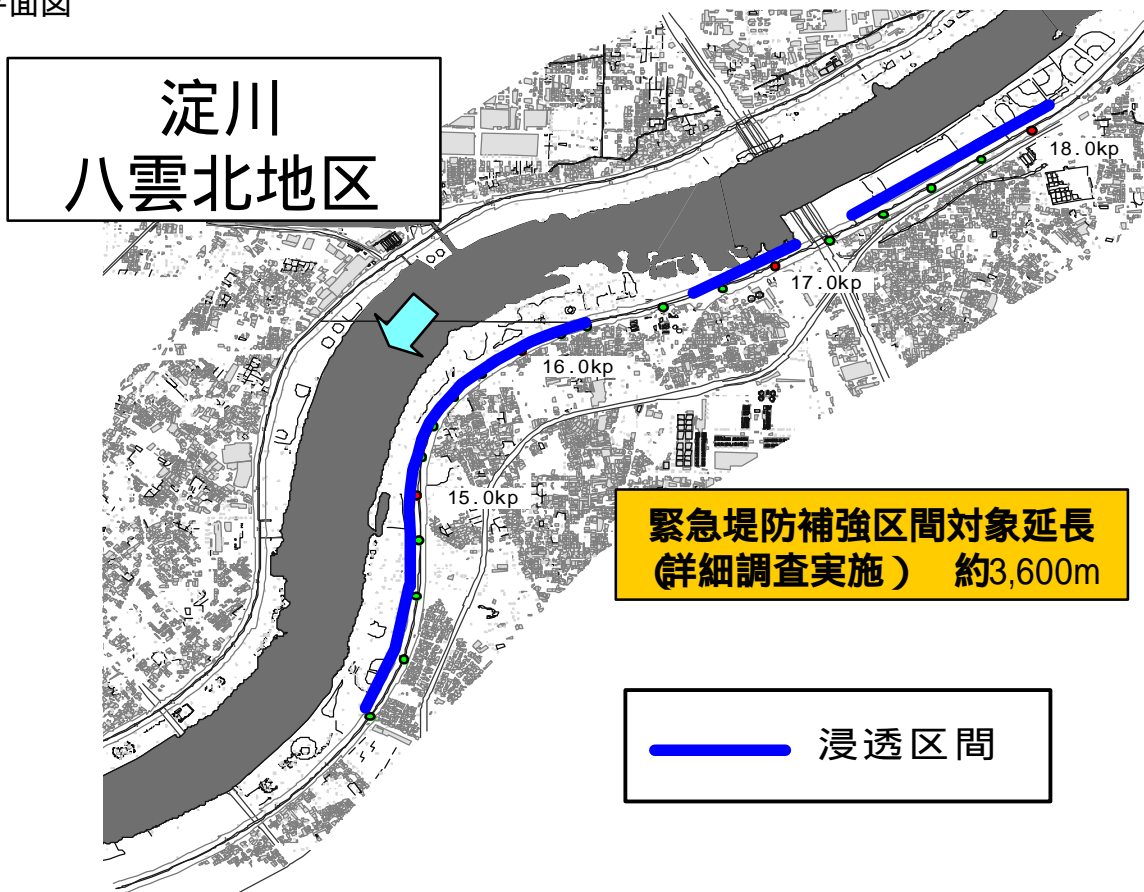 平面図
淀川
八雲北地区
18.0kp
17.0kp
16.0kp
15.0kp
緊急堤防補強区間対象延長
(詳細調査実施） 約3,600m
浸透区間